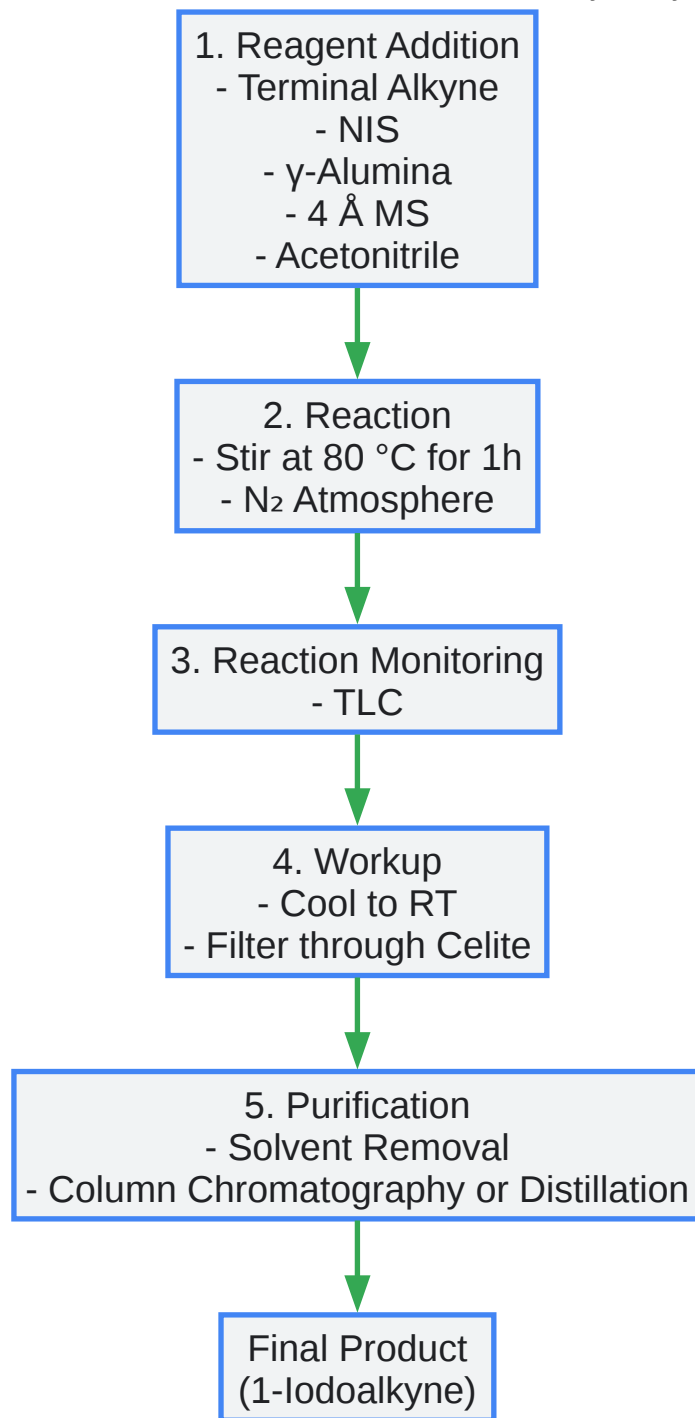 1. Reagent Addition
- Terminal Alkyne
- NIS
- γ-Alumina
- 4 Å MS
- Acetonitrile
2. Reaction
- Stir at 80 °C for 1h
- N₂ Atmosphere
3. Reaction Monitoring
- TLC
4. Workup
- Cool to RT
- Filter through Celite
5. Purification
- Solvent Removal
- Column Chromatography or Distillation
Final Product
(1-Iodoalkyne)